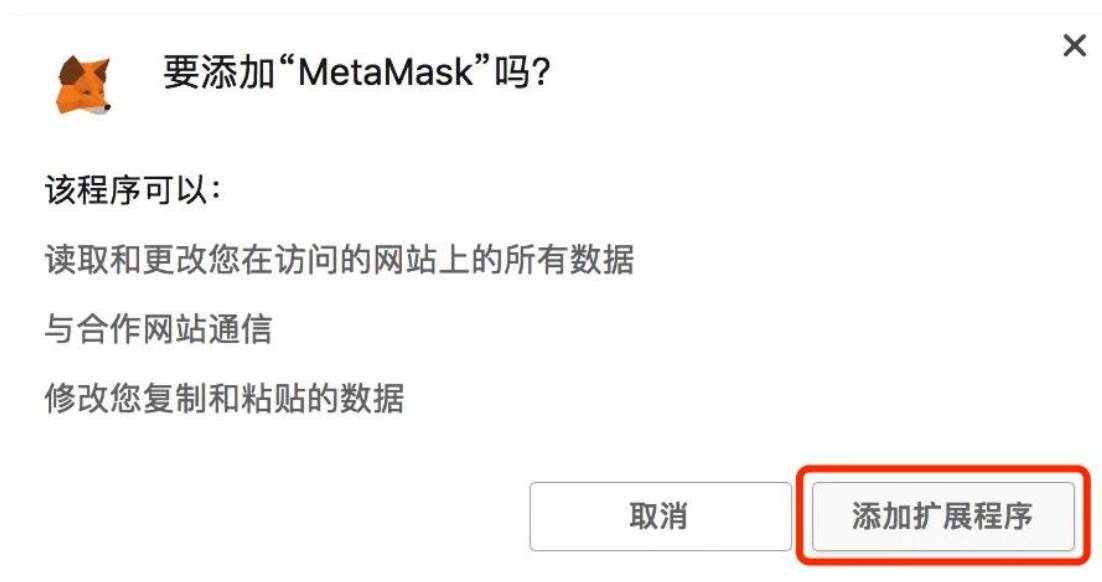 要添加“MetaMask”吗?
该程序可以：
读取和更改您在访问的网站上的所有数据
与合作网站通信
修改您复制和粘贴的数据
取消
添加扩展程序